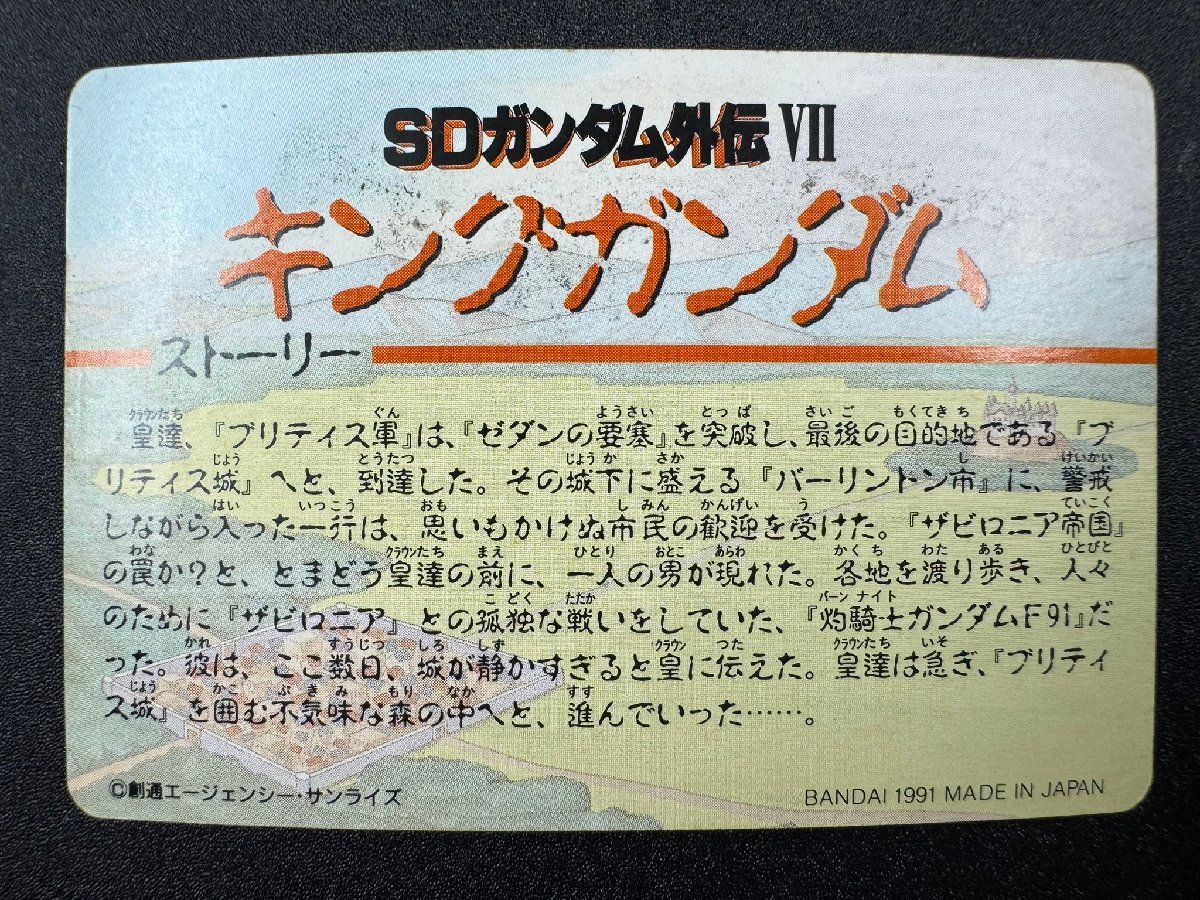 SDガンダム外伝 VII
キングガンダム
ストーリー
皇達、『ブリティス軍』は、『ゼダンの要塞』を突破し、最後の目的地である『ブ
リティス城』へと、到達した。その城下に盛える『バーリントン市』に、警戒
しながら入った一行は、思いもかけぬ市民の歓迎を受けた。『ザビロニア帝国』
の罠か?と、とまどう皇達の前に、一人の男が現れた。各地を渡り歩き、人々
のために『ザビロニア』との孤独な戦いをしていた、『灼騎士ガンダムF91』だ
った。彼は、ここ数日、城が静かすぎると皇に伝えた。皇達は急ぎ、『ブリティ
ス城』を囲む不気味な森の中へと、進んでいった……。
©創通エージェンシー・サンライズ
BANDAI 1991 MADE IN JAPAN